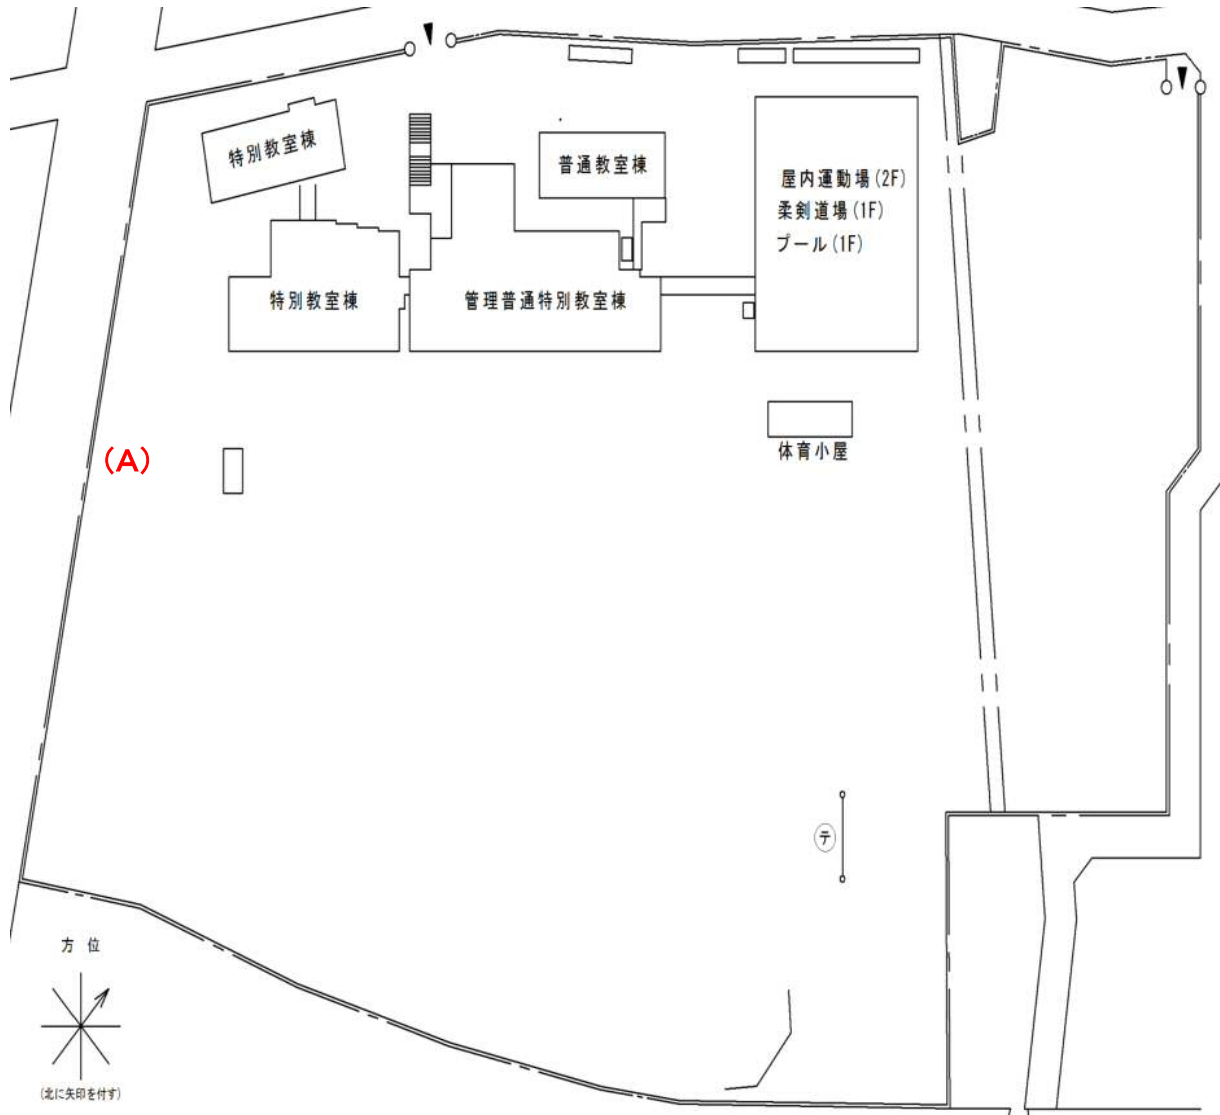 特別教室棟
普通教室棟
屋内運動場(2F)
柔剣道場(1F)
プール(1F)
特別教室棟
管理普通特別教室棟
(A)
体育小屋
テ
方位
(北に矢印を付す)